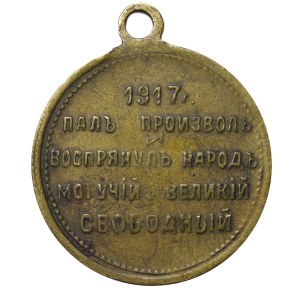 1917 г.
ПАЛЪ ПРОИЗВОЛЪ
И
ВОСПРЯНУЛЪ НАРОДЪ
МОГУЧІЙ ВЕЛИКІЙ
СВОБОДНЫЙ